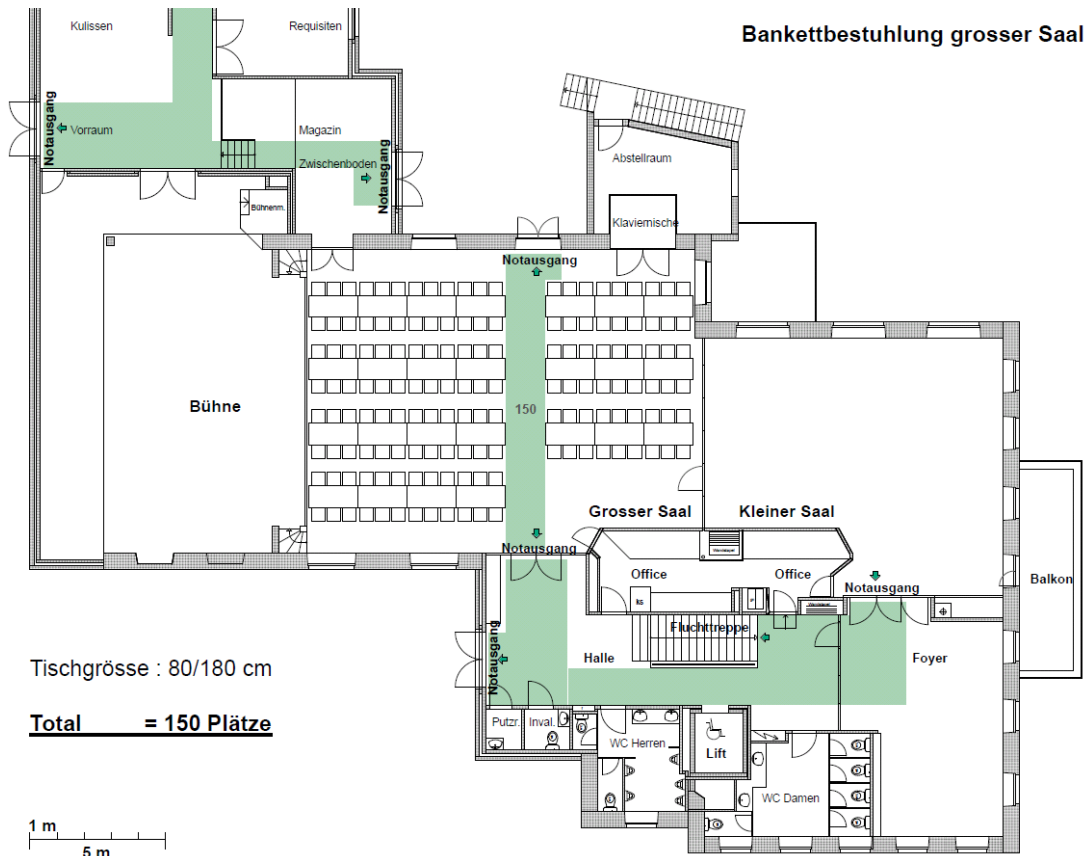 Bankettbestuhlung grosser Saal
Kulissen
Requisiten
Notausgang
Vorraum
Magazin
Zwischenboden
Notausgang
Abstellraum
Bühnenm.
Klaviernische
Notausgang
Bühne
150
Grosser Saal
Kleiner Saal
Notausgang
Office
Office
Notausgang
Balkon
ks
Notausgang
Fluchttreppe
Halle
Foyer
Tischgrösse : 80/180 cm
Total = 150 Plätze
Putzr.
Inval.
WC Herren
Lift
WC Damen
1 m
5 m